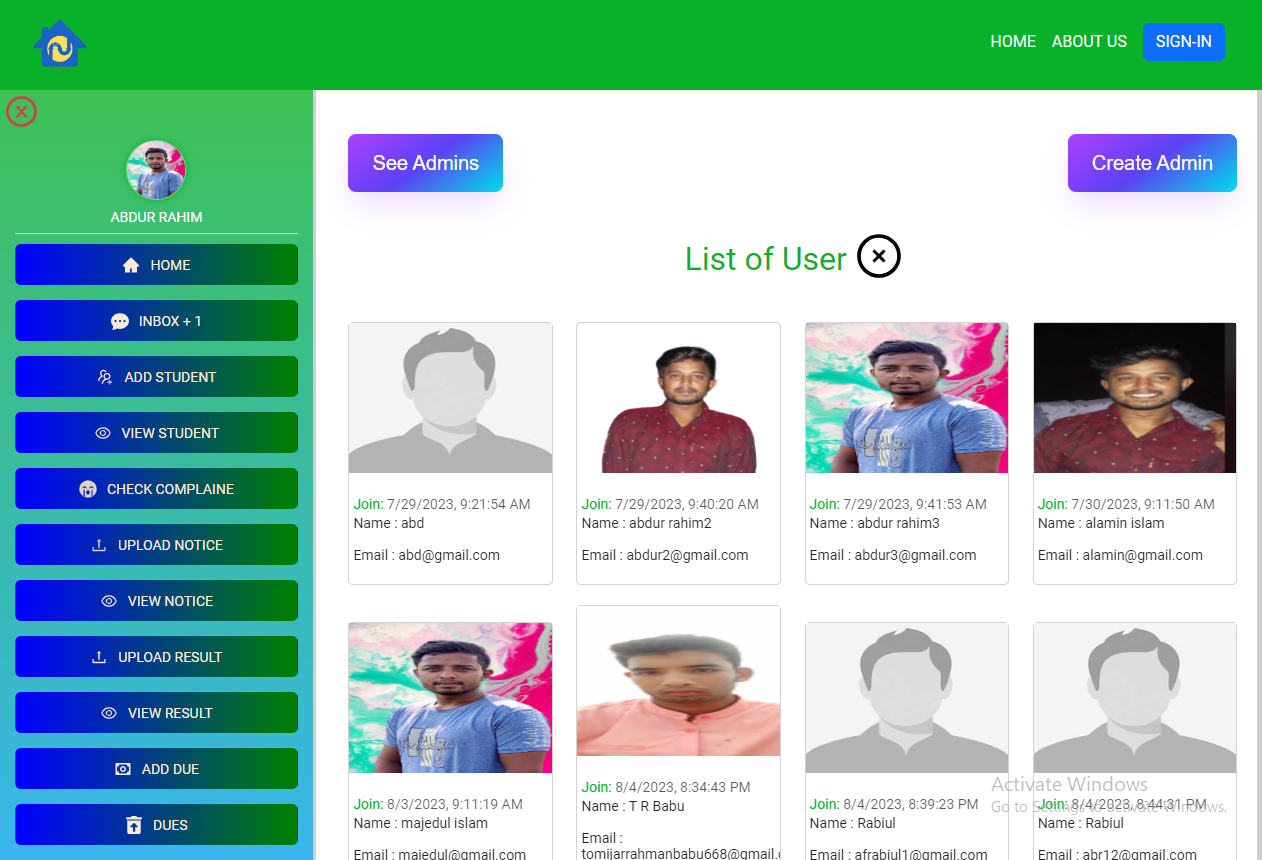 HOME ABOUT US SIGN-IN
ABDUR RAHIM
HOME
INBOX + 1
ADD STUDENT
VIEW STUDENT
CHECK COMPLAINE
UPLOAD NOTICE
VIEW NOTICE
UPLOAD RESULT
VIEW RESULT
ADD DUE
DUES
See Admins
Create Admin
List of User
Join: 7/29/2023, 9:21:54 AM
Name : abd
Email : abd@gmail.com
Join: 7/29/2023, 9:40:20 AM
Name : abdur rahim2
Email : abdur2@gmail.com
Join: 7/29/2023, 9:41:53 AM
Name : abdur rahim3
Email : abdur3@gmail.com
Join: 7/30/2023, 9:11:50 AM
Name : alamin islam
Email : alamin@gmail.com
Join: 8/3/2023, 9:11:19 AM
Name : majedul islam
Email : majedul@gmail.com
Join: 8/4/2023, 8:34:43 PM
Name : T R Babu
Email :
tomijarrahmanbabu668@gmail.c
Join: 8/4/2023, 8:39:23 PM
Name : Rabiul
Email : afrabiul1@gmail.com
Join: 8/4/2023, 8:44:31 PM
Name : Rabiul
Email : abr12@gmail.com
Activate Windows
Go to Settings to activate Windows.